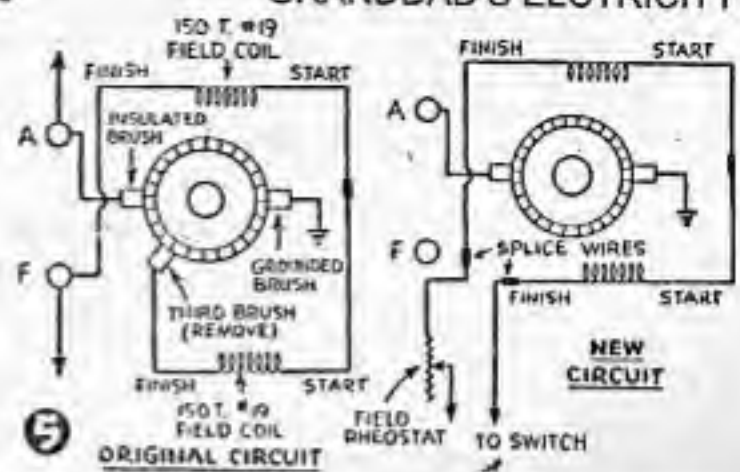 150 T. #19
FIELD COIL
FINISH
START
INSULATED
BRUSH
A
F
GROUNDED
BRUSH
THIRD BRUSH
(REMOVE)
FINISH
START
150 T. #19
FIELD COIL
5
ORIGINAL CIRCUIT
FINISH
START
A
F
SPLICE WIRES
FINISH
START
NEW
CIRCUIT
FIELD
RHEOSTAT
TO SWITCH